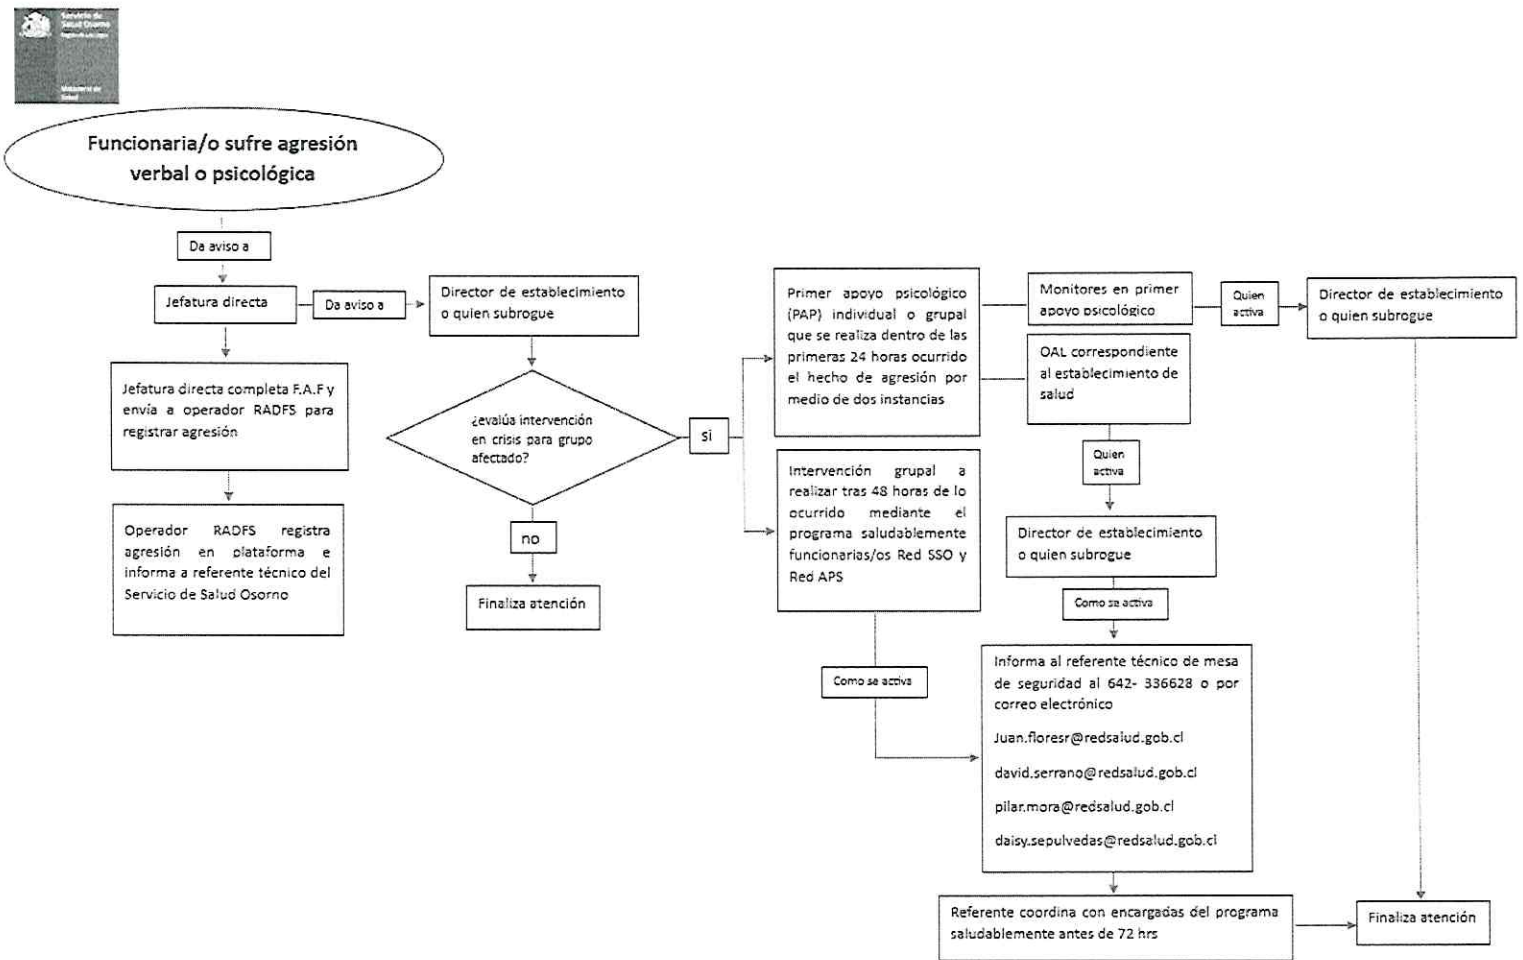 Servicio de
Salud Osorno
Ministerio de
Salud
Funcionaria/o sufre agresión
verbal o psicológica
Da aviso a
Jefatura directa
Da aviso a
Director de establecimiento
o quien subrogue
Jefatura directa completa F.A.F y
envía a operador RADFS para
registrar agresión
Operador RADFS registra
agresión en plataforma e
informa a referente técnico del
Servicio de Salud Osorno
¿evalúa intervención
en crisis para grupo
afectado?
si
no
Finaliza atención
Primer apoyo psicológico
(PAP) individual o grupal
que se realiza dentro de las
primeras 24 horas ocurrido
el hecho de agresión por
medio de dos instancias
Monitores en primer
apoyo psicológico
Quien
activa
Director de establecimiento
o quien subrogue
OAL correspondiente
al establecimiento de
salud
Quien
activa
Director de establecimiento
o quien subrogue
Como se activa
Intervención grupal a
realizar tras 48 horas de lo
ocurrido mediante el
programa saludablemente
funcionarias/os Red SSO y
Red APS
Como se activa
Informa al referente técnico de mesa
de seguridad al 642- 336628 o por
correo electrónico
Juan.floresr@redsalud.gob.cl
david.serrano@redsalud.gob.cl
pilar.mora@redsalud.gob.cl
daisy.sepulvedas@redsalud.gob.cl
Referente coordina con encargadas del programa
saludablemente antes de 72 hrs
Finaliza atención